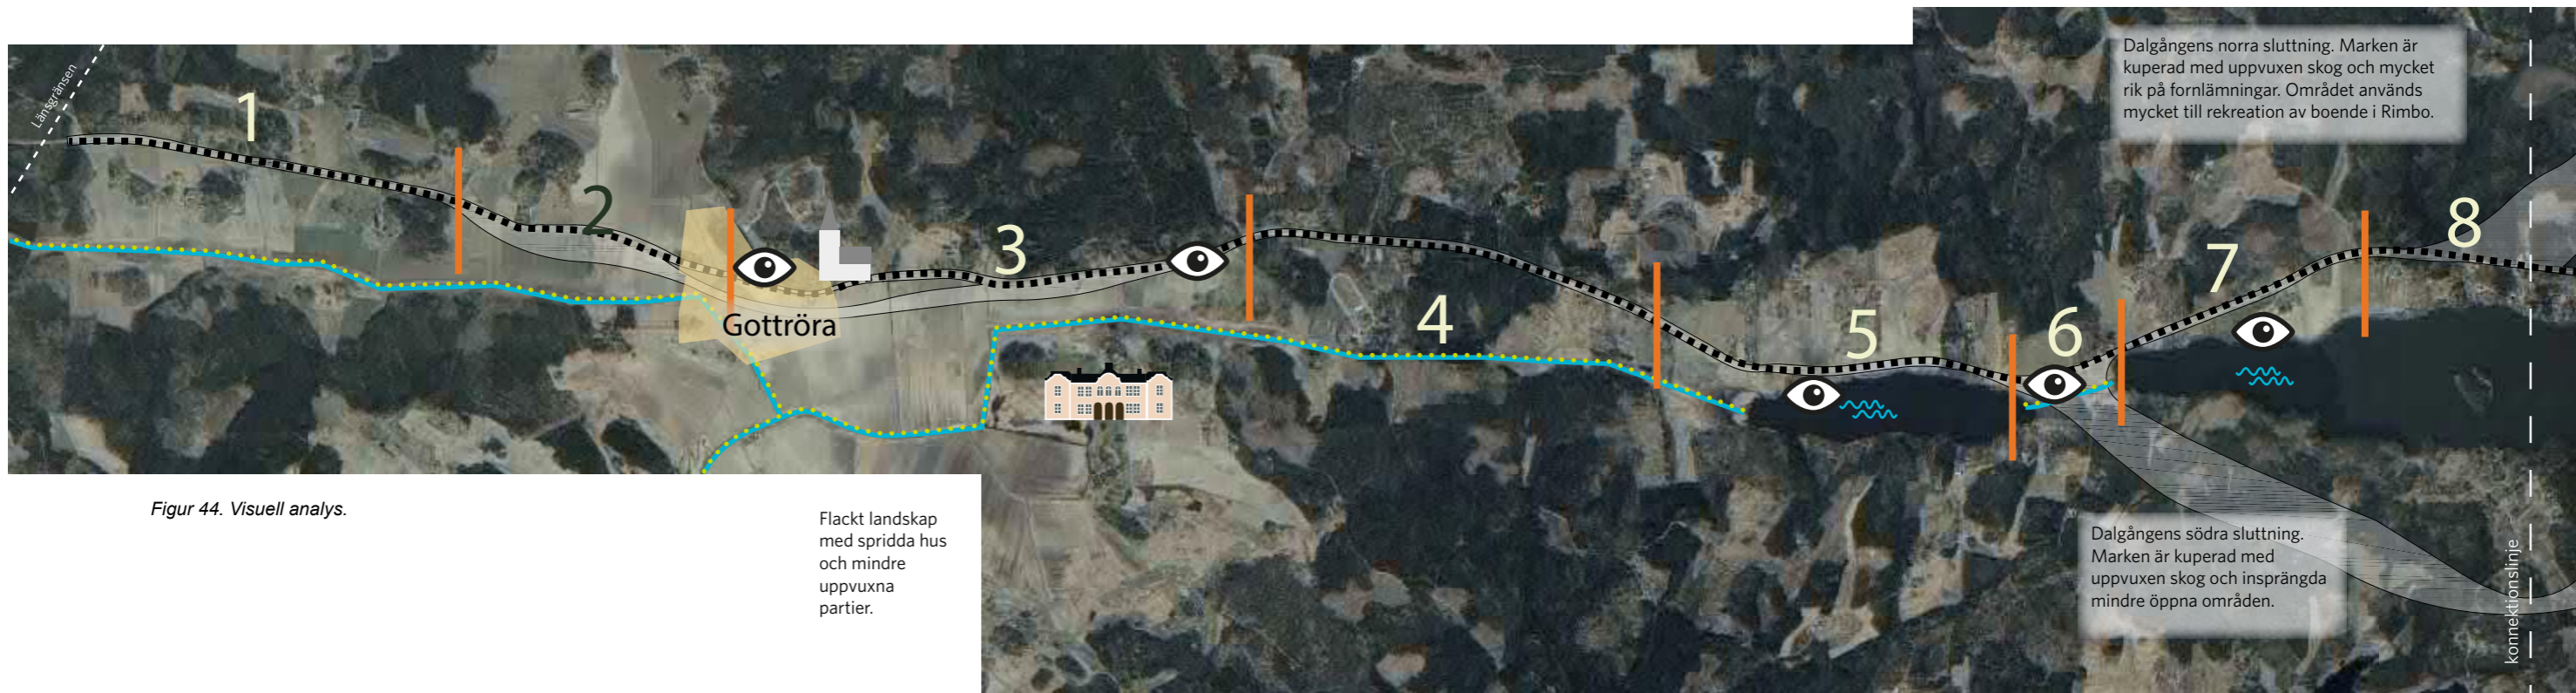 Länsgränsen
1
2
3
4
5
6
7
8
Gottröra
Dalgångens norra sluttning. Marken är
kuperad med uppvuxen skog och mycket
rik på fornlämningar. Området används
mycket till rekreation av boende i Rimbo.
Figur 44. Visuell analys.
Flackt landskap
med spridda hus
och mindre
uppvuxna
partier.
Dalgångens södra sluttning.
Marken är kuperad med
uppvuxen skog och insprängda
mindre öppna områden.
konnektionslinje